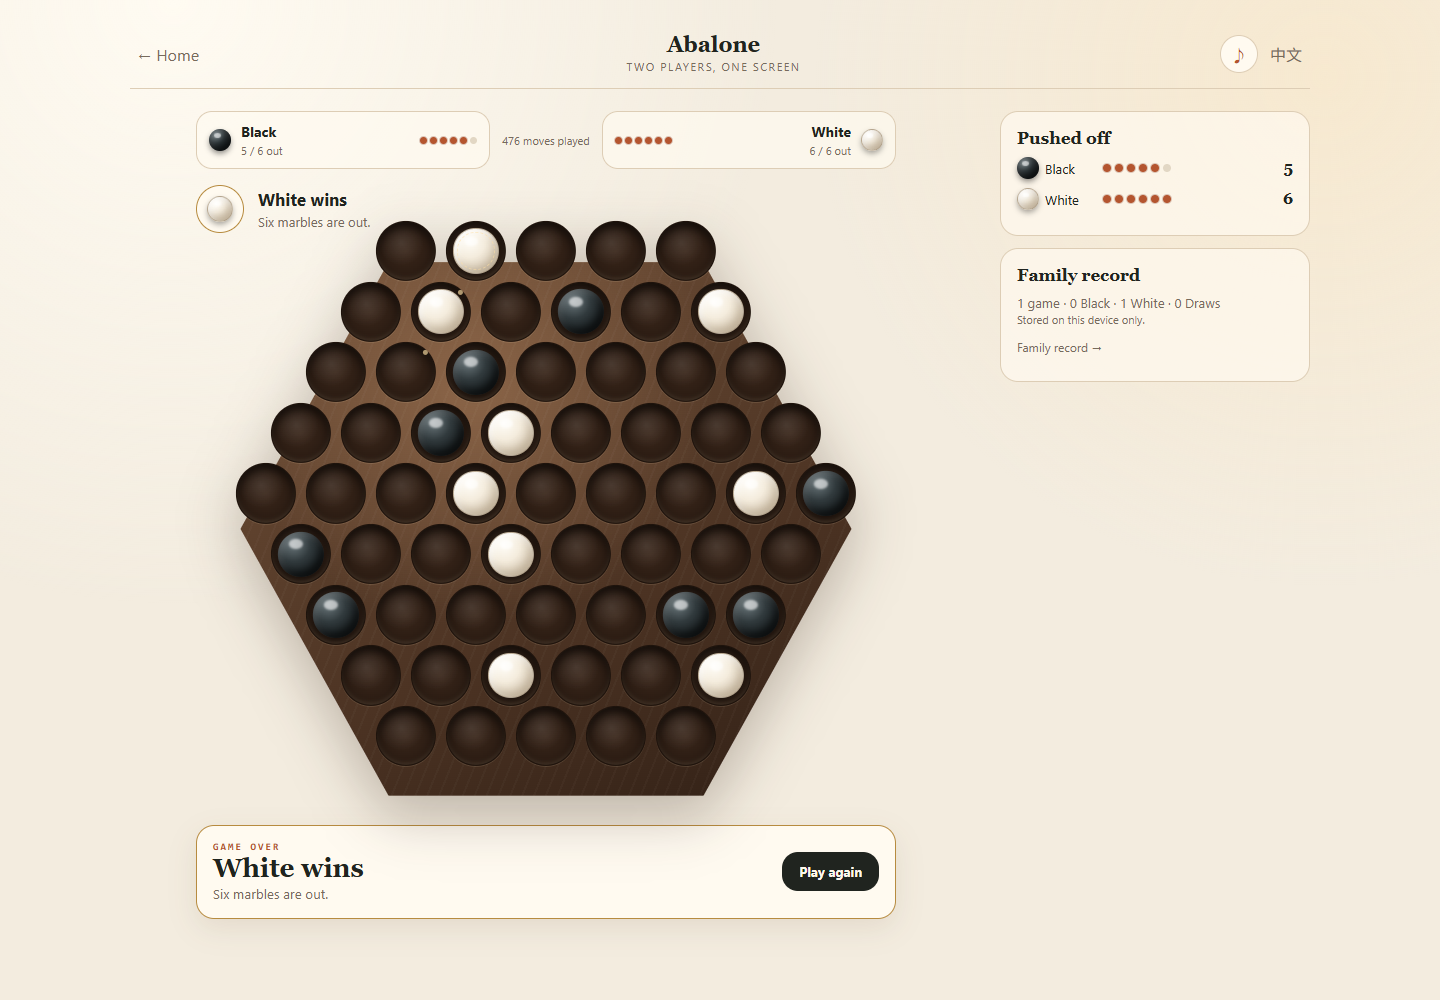 ← Home
Abalone
TWO PLAYERS, ONE SCREEN
♪
中文
Black
5 / 6 out
476 moves played
White
6 / 6 out
White wins
Six marbles are out.
Pushed off
Black 5
White 6
Family record
1 game · 0 Black · 1 White · 0 Draws
Stored on this device only.
Family record →
GAME OVER
White wins
Six marbles are out.
Play again